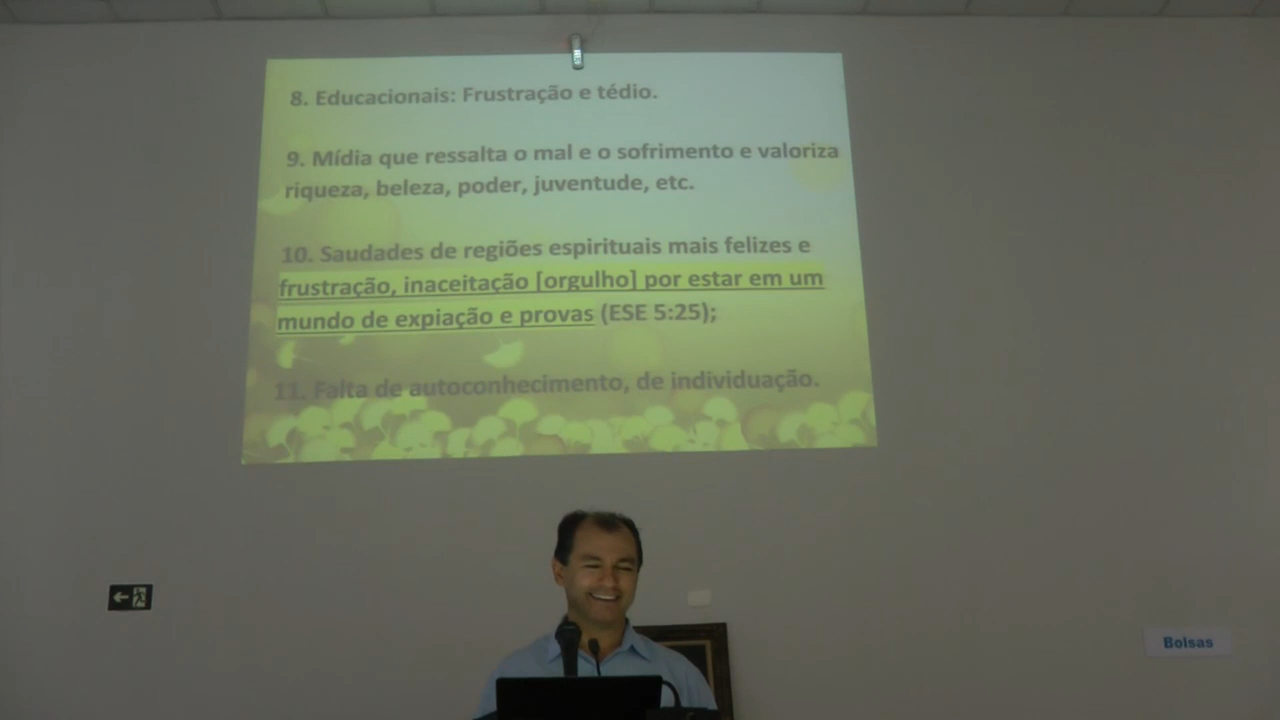 8. Educacionais: Frustração e tédio.
9. Mídia que ressalta o mal e o sofrimento e valoriza
riqueza, beleza, poder, juventude, etc.
10. Saudades de regiões espirituais mais felizes e
frustração, inaceitação [orgulho] por estar em um
mundo de expiação e provas (ESE 5:25);
11. Falta de autoconhecimento, de individuação.
Bolsas